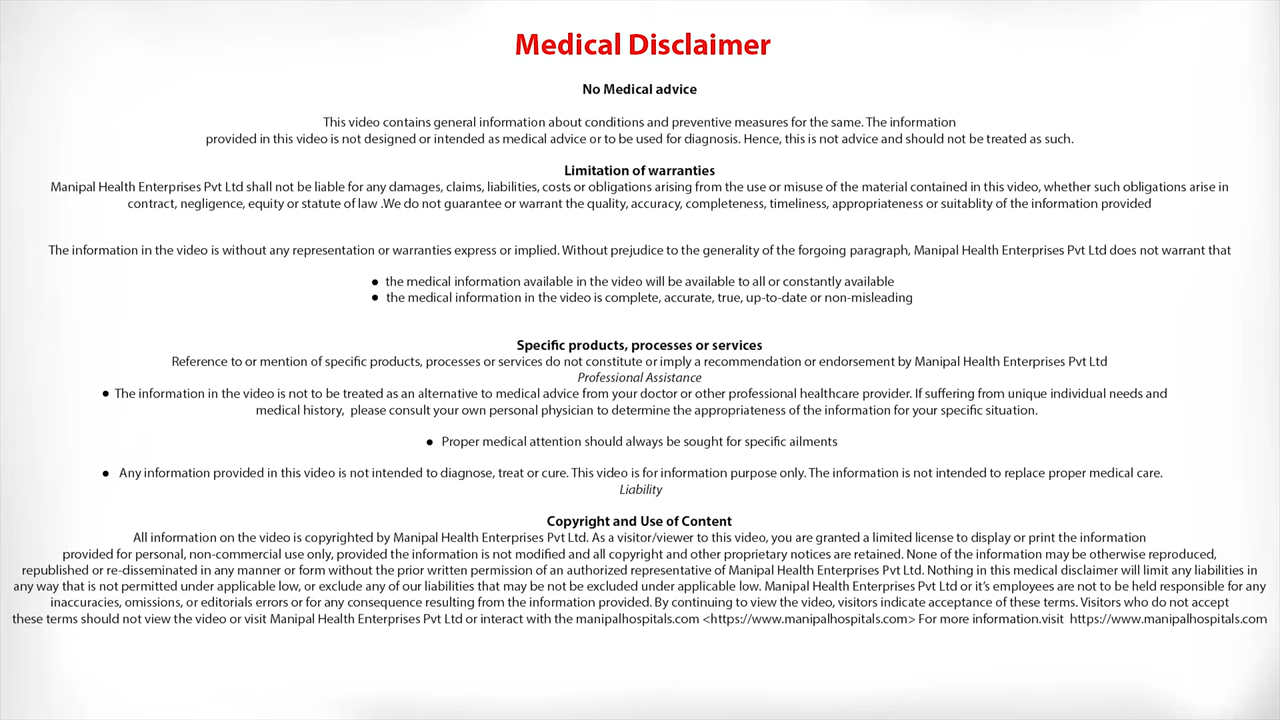 Medical Disclaimer
No Medical advice
This video contains general information about conditions and preventive measures for the same. The information
provided in this video is not designed or intended as medical advice or to be used for diagnosis. Hence, this is not advice and should not be treated as such.
Limitation of warranties
Manipal Health Enterprises Pvt Ltd shall not be liable for any damages, claims, liabilities, costs or obligations arising from the use or misuse of the material contained in this video, whether such obligations arise in
contract, negligence, equity or statute of law .We do not guarantee or warrant the quality, accuracy, completeness, timeliness, appropriateness or suitablity of the information provided
The information in the video is without any representation or warranties express or implied. Without prejudice to the generality of the forgoing paragraph, Manipal Health Enterprises Pvt Ltd does not warrant that
● the medical information available in the video will be available to all or constantly available
● the medical information in the video is complete, accurate, true, up-to-date or non-misleading
Specific products, processes or services
Reference to or mention of specific products, processes or services do not constitute or imply a recommendation or endorsement by Manipal Health Enterprises Pvt Ltd
Professional Assistance
● The information in the video is not to be treated as an alternative to medical advice from your doctor or other professional healthcare provider. If suffering from unique individual needs and
medical history, please consult your own personal physician to determine the appropriateness of the information for your specific situation.
● Proper medical attention should always be sought for specific ailments
● Any information provided in this video is not intended to diagnose, treat or cure. This video is for information purpose only. The information is not intended to replace proper medical care.
Liability
Copyright and Use of Content
All information on the video is copyrighted by Manipal Health Enterprises Pvt Ltd. As a visitor/viewer to this video, you are granted a limited license to display or print the information
provided for personal, non-commercial use only, provided the information is not modified and all copyright and other proprietary notices are retained. None of the information may be otherwise reproduced,
republished or re-disseminated in any manner or form without the prior written permission of an authorized representative of Manipal Health Enterprises Pvt Ltd. Nothing in this medical disclaimer will limit any liabilities in
any way that is not permitted under applicable low, or exclude any of our liabilities that may be not be excluded under applicable low. Manipal Health Enterprises Pvt Ltd or it's employees are not to be held responsible for any
inaccuracies, omissions, or editorials errors or for any consequence resulting from the information provided. By continuing to view the video, visitors indicate acceptance of these terms. Visitors who do not accept
these terms should not view the video or visit Manipal Health Enterprises Pvt Ltd or interact with the manipalhospitals.com <https://www.manipalhospitals.com> For more information.visit https://www.manipalhospitals.com